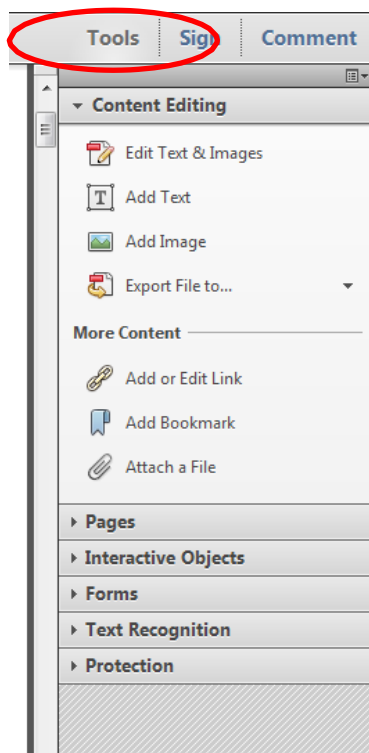 Tools Sign Comment
Content Editing
Edit Text & Images
Add Text
Add Image
Export File to...
More Content
Add or Edit Link
Add Bookmark
Attach a File
Pages
Interactive Objects
Forms
Text Recognition
Protection